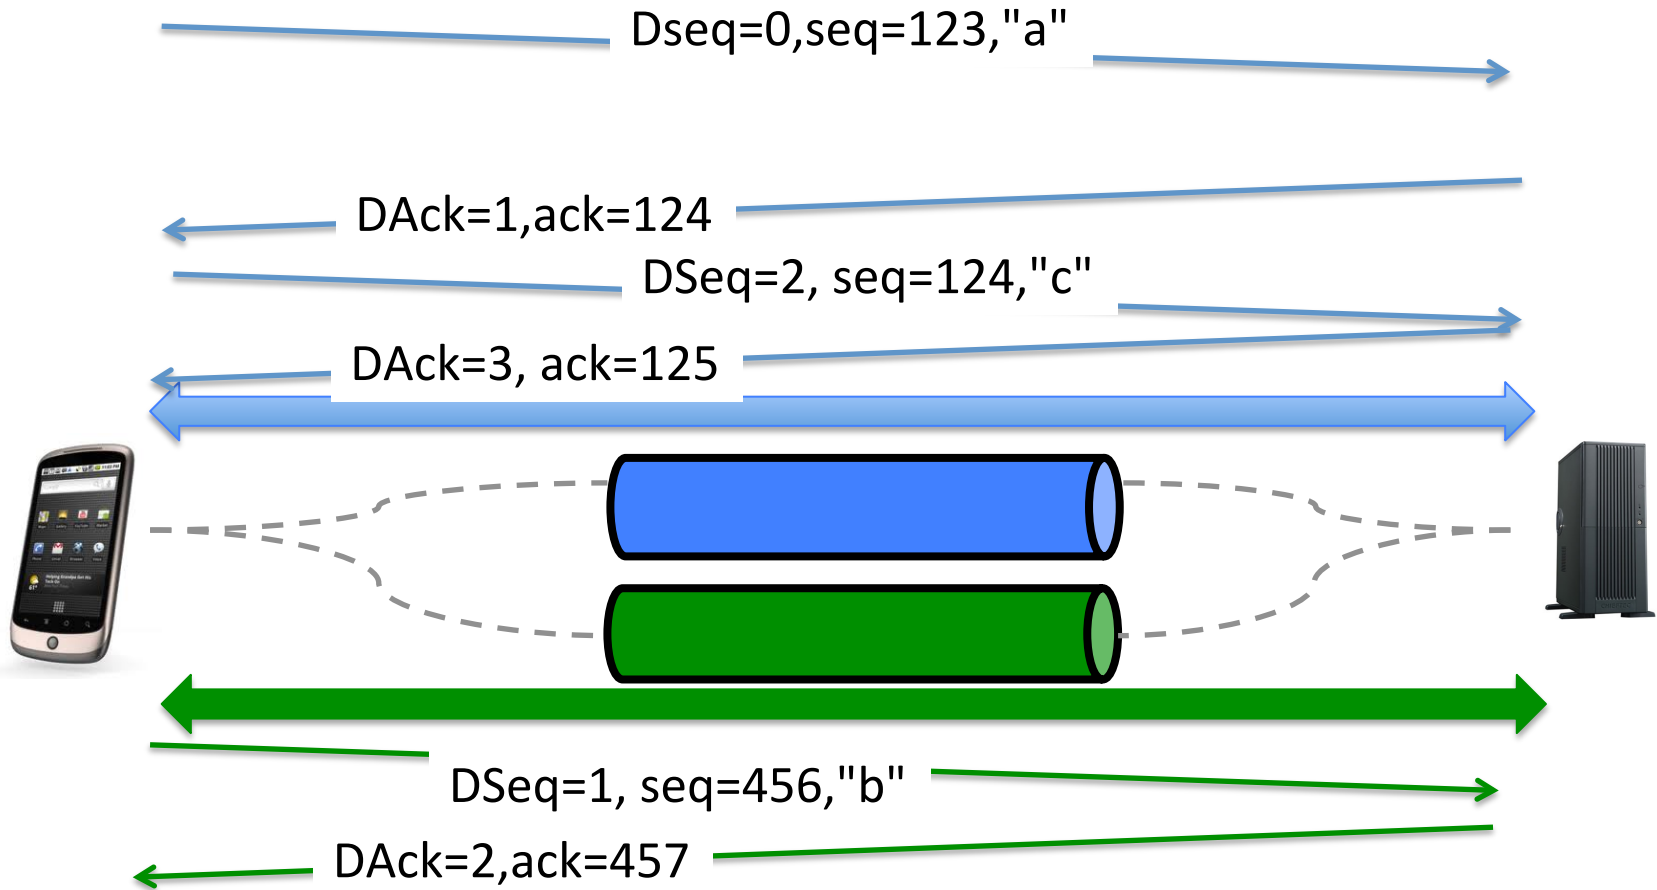 Dseq=0,seq=123,"a"
DAck=1,ack=124
DSeq=2, seq=124,"c"
DAck=3, ack=125
DSeq=1, seq=456,"b"
DAck=2,ack=457